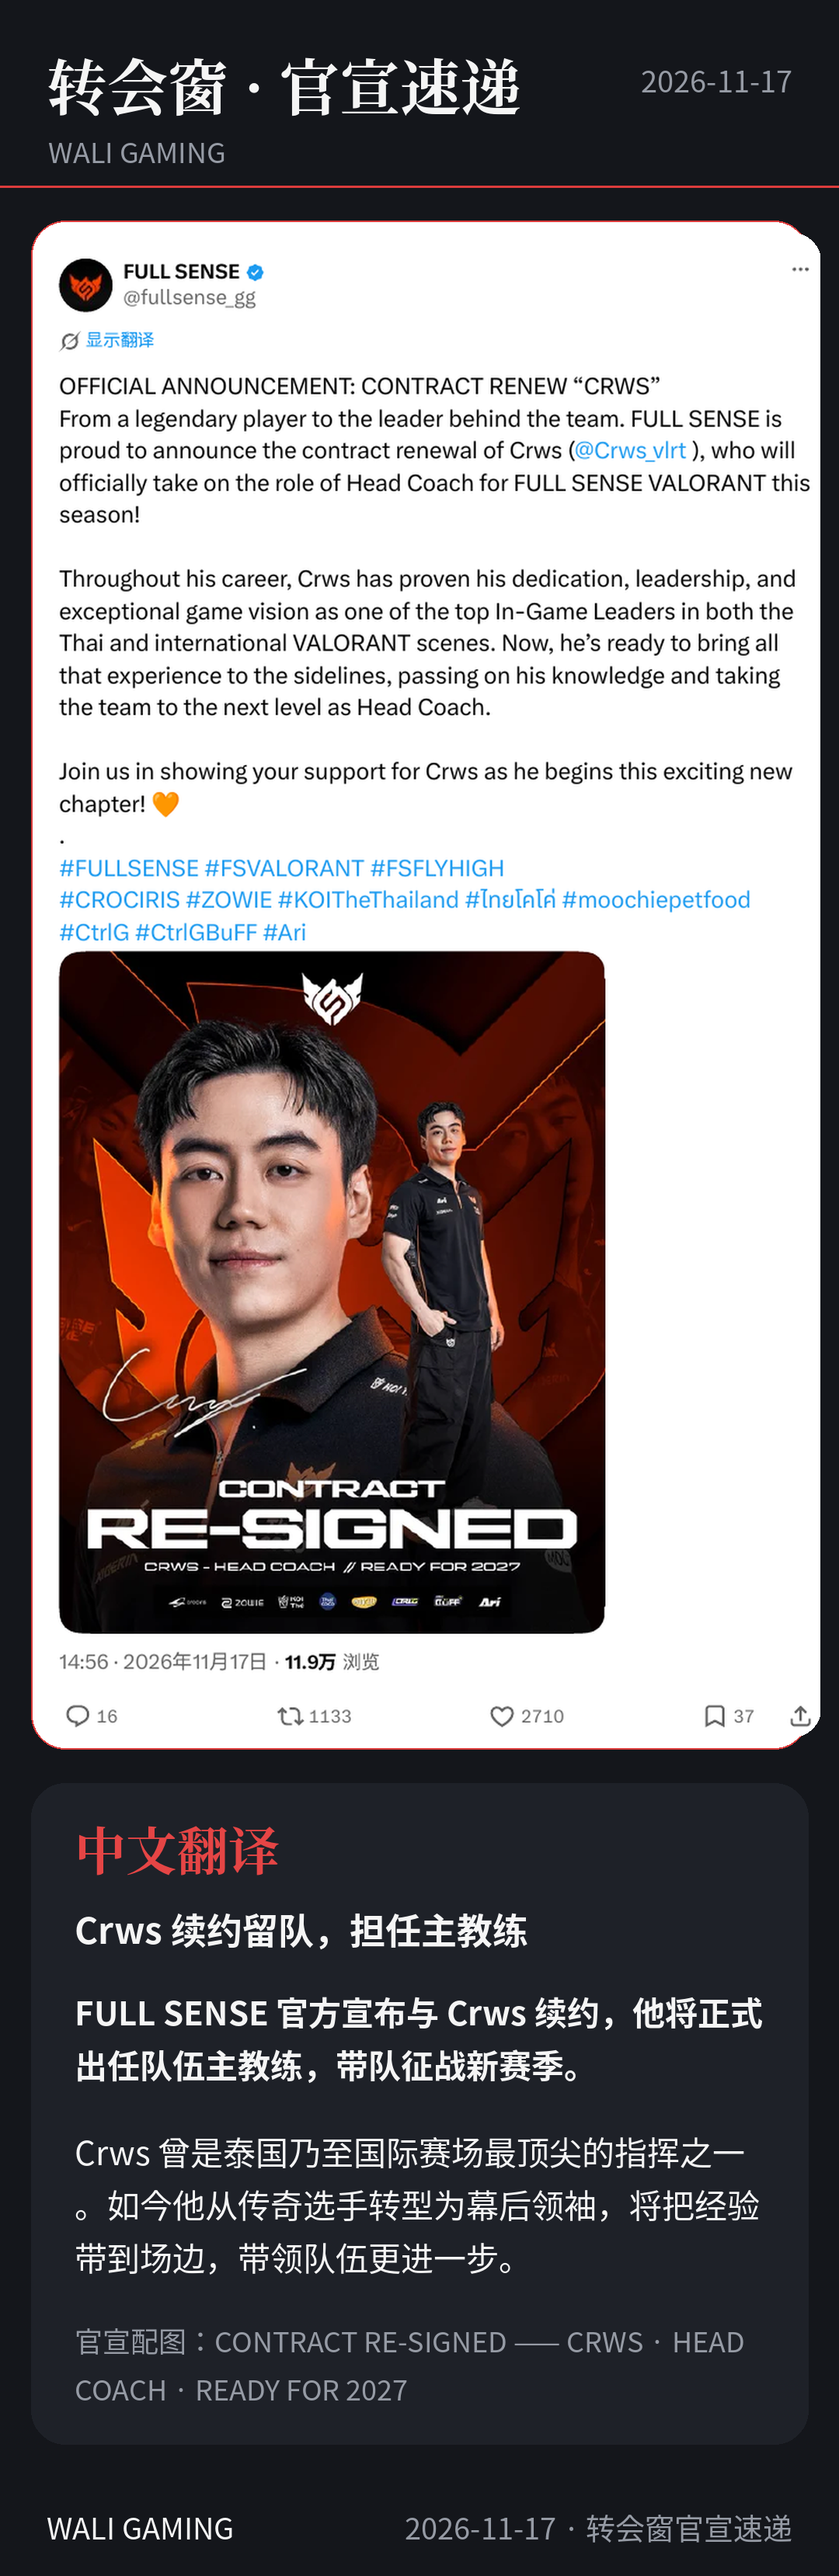 转会窗 · 官宣速递
2026-11-17
WALI GAMING
FULL SENSE
@fullsense_gg
显示翻译
OFFICIAL ANNOUNCEMENT: CONTRACT RENEW “CRWS”
From a legendary player to the leader behind the team. FULL SENSE is
proud to announce the contract renewal of Crws (@Crws_vlrt ), who will
officially take on the role of Head Coach for FULL SENSE VALORANT this
season!
Throughout his career, Crws has proven his dedication, leadership, and
exceptional game vision as one of the top In-Game Leaders in both the
Thai and international VALORANT scenes. Now, he’s ready to bring all
that experience to the sidelines, passing on his knowledge and taking
the team to the next level as Head Coach.
Join us in showing your support for Crws as he begins this exciting new
chapter! 🧡
.
#FULLSENSE #FSVALORANT #FSFLYHIGH
#CROCIRIS #ZOWIE #KOITheThailand #ไทยโคโค่ #moochiepetfood
#CtrlG #CtrlGBuFF #Ari
CONTRACT
RE-SIGNED
CRWS - HEAD COACH // READY FOR 2027
ZOWIE
Ari
14:56 · 2026年11月17日 · 11.9万 浏览
16
1133
2710
37
中文翻译
Crws 续约留队，担任主教练
FULL SENSE 官方宣布与 Crws 续约，他将正式
出任队伍主教练，带队征战新赛季。
Crws 曾是泰国乃至国际赛场最顶尖的指挥之一
。如今他从传奇选手转型为幕后领袖，将把经验
带到场边，带领队伍更进一步。
官宣配图：CONTRACT RE-SIGNED —— CRWS · HEAD
COACH · READY FOR 2027
WALI GAMING
2026-11-17 · 转会窗官宣速递